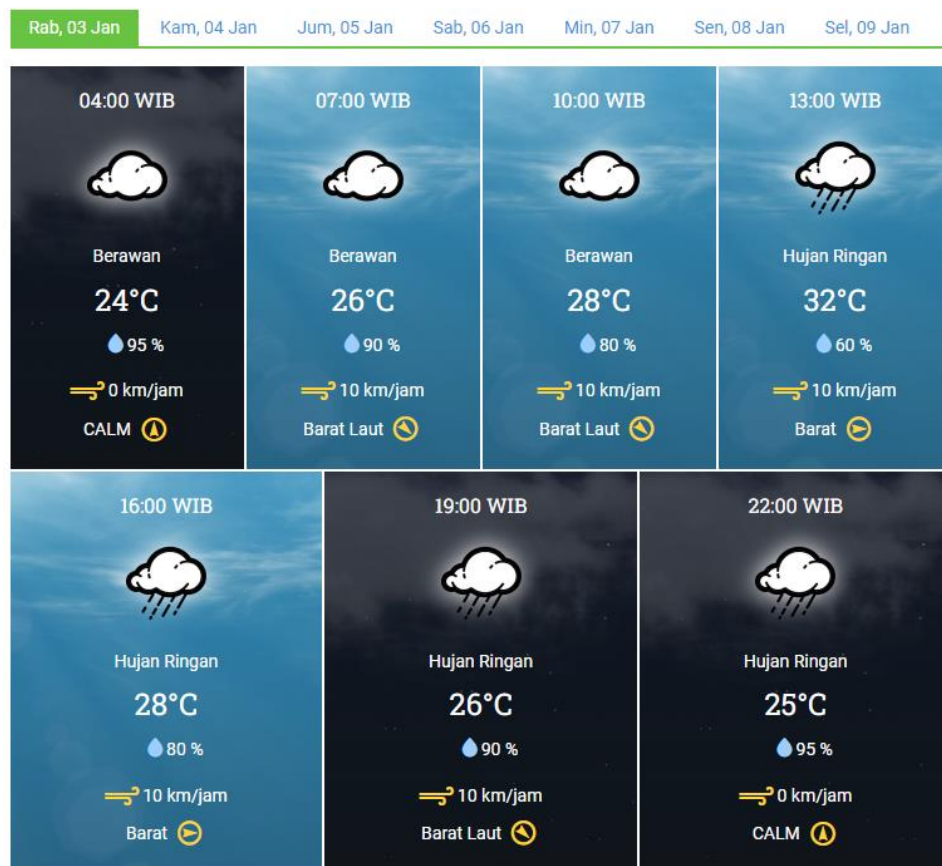 Rab, 03 Jan Kam, 04 Jan Jum, 05 Jan Sab, 06 Jan Min, 07 Jan Sen, 08 Jan Sel, 09 Jan
04:00 WIB
Berawan
24°C
95 %
0 km/jam
CALM
07:00 WIB
Berawan
26°C
90 %
10 km/jam
Barat Laut
10:00 WIB
Berawan
28°C
80 %
10 km/jam
Barat Laut
13:00 WIB
Hujan Ringan
32°C
60 %
10 km/jam
Barat
16:00 WIB
Hujan Ringan
28°C
80 %
10 km/jam
Barat
19:00 WIB
Hujan Ringan
26°C
90 %
10 km/jam
Barat Laut
22:00 WIB
Hujan Ringan
25°C
95 %
0 km/jam
CALM